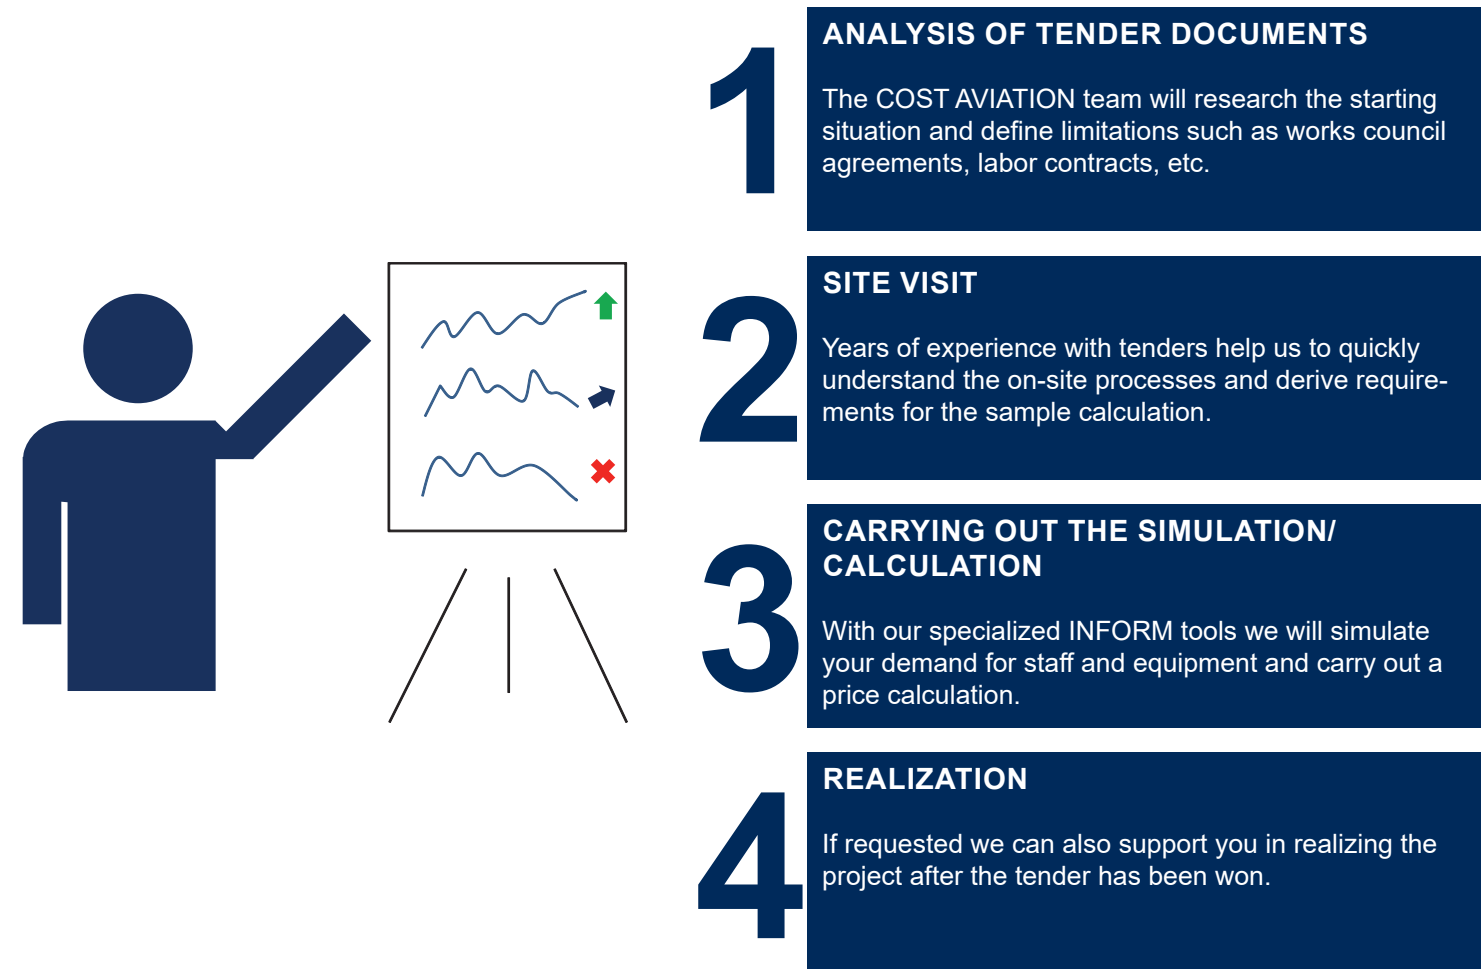 1
ANALYSIS OF TENDER DOCUMENTS
The COST AVIATION team will research the starting
situation and define limitations such as works council
agreements, labor contracts, etc.
2
SITE VISIT
Years of experience with tenders help us to quickly
understand the on-site processes and derive require-
ments for the sample calculation.
3
CARRYING OUT THE SIMULATION/
CALCULATION
With our specialized INFORM tools we will simulate
your demand for staff and equipment and carry out a
price calculation.
4
REALIZATION
If requested we can also support you in realizing the
project after the tender has been won.